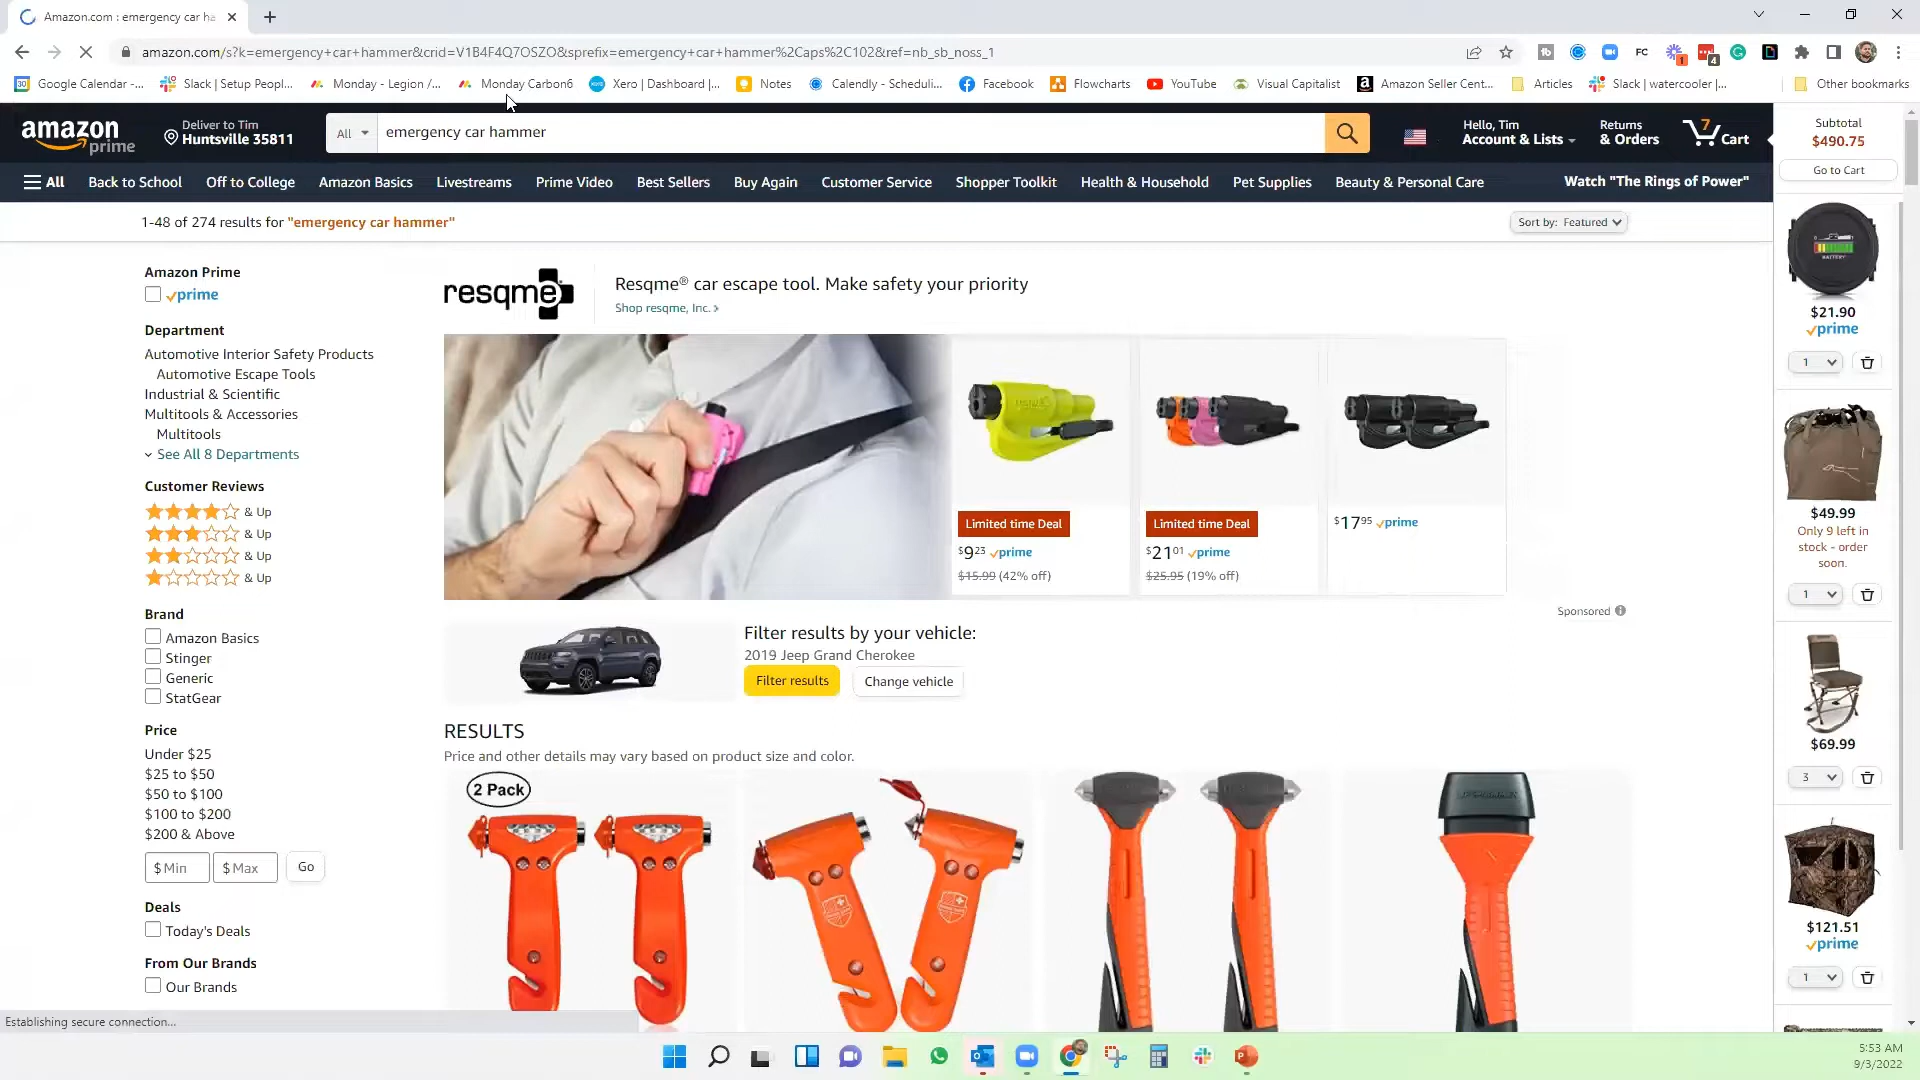 Amazon.com : emergency car ha
amazon.com/s?k=emergency+car+hammer&crid=V1B4F4Q7OSZO&sprefix=emergency+car+hammer%2Caps%2C102&ref=nb_sb_noss_1
Google Calendar -... Slack | Setup Peopl... Monday - Legion /... Monday Carbon6 Xero | Dashboard |... Notes Calendly - Scheduli... Facebook Flowcharts YouTube Visual Capitalist Amazon Seller Cent... Articles Slack | watercooler |... Other bookmarks
amazon prime
Deliver to Tim
Huntsville 35811
All
emergency car hammer
Hello, Tim
Account & Lists
Returns
& Orders
7
Cart
Subtotal
$490.75
Go to Cart
All Back to School Off to College Amazon Basics Livestreams Prime Video Best Sellers Buy Again Customer Service Shopper Toolkit Health & Household Pet Supplies Beauty & Personal Care Watch "The Rings of Power"
1-48 of 274 results for "emergency car hammer"
Sort by: Featured
Amazon Prime
prime
Department
Automotive Interior Safety Products
Automotive Escape Tools
Industrial & Scientific
Multitools & Accessories
Multitools
See All 8 Departments
Customer Reviews
& Up
& Up
& Up
& Up
Brand
Amazon Basics
Stinger
Generic
StatGear
Price
Under $25
$25 to $50
$50 to $100
$100 to $200
$200 & Above
$ Min $ Max Go
Deals
Today's Deals
From Our Brands
Our Brands
resqme
Resqme® car escape tool. Make safety your priority
Shop resqme, Inc. ›
Limited time Deal
$9.23 prime
$15.99 (42% off)
Limited time Deal
$21.01 prime
$25.95 (19% off)
$17.95 prime
Sponsored
Filter results by your vehicle:
2019 Jeep Grand Cherokee
Filter results Change vehicle
RESULTS
Price and other details may vary based on product size and color.
2 Pack
BATTERY
$21.90
prime
1
$49.99
Only 9 left in
stock - order
soon.
1
$69.99
3
$121.51
prime
1
Establishing secure connection...
5:53 AM
9/3/2022